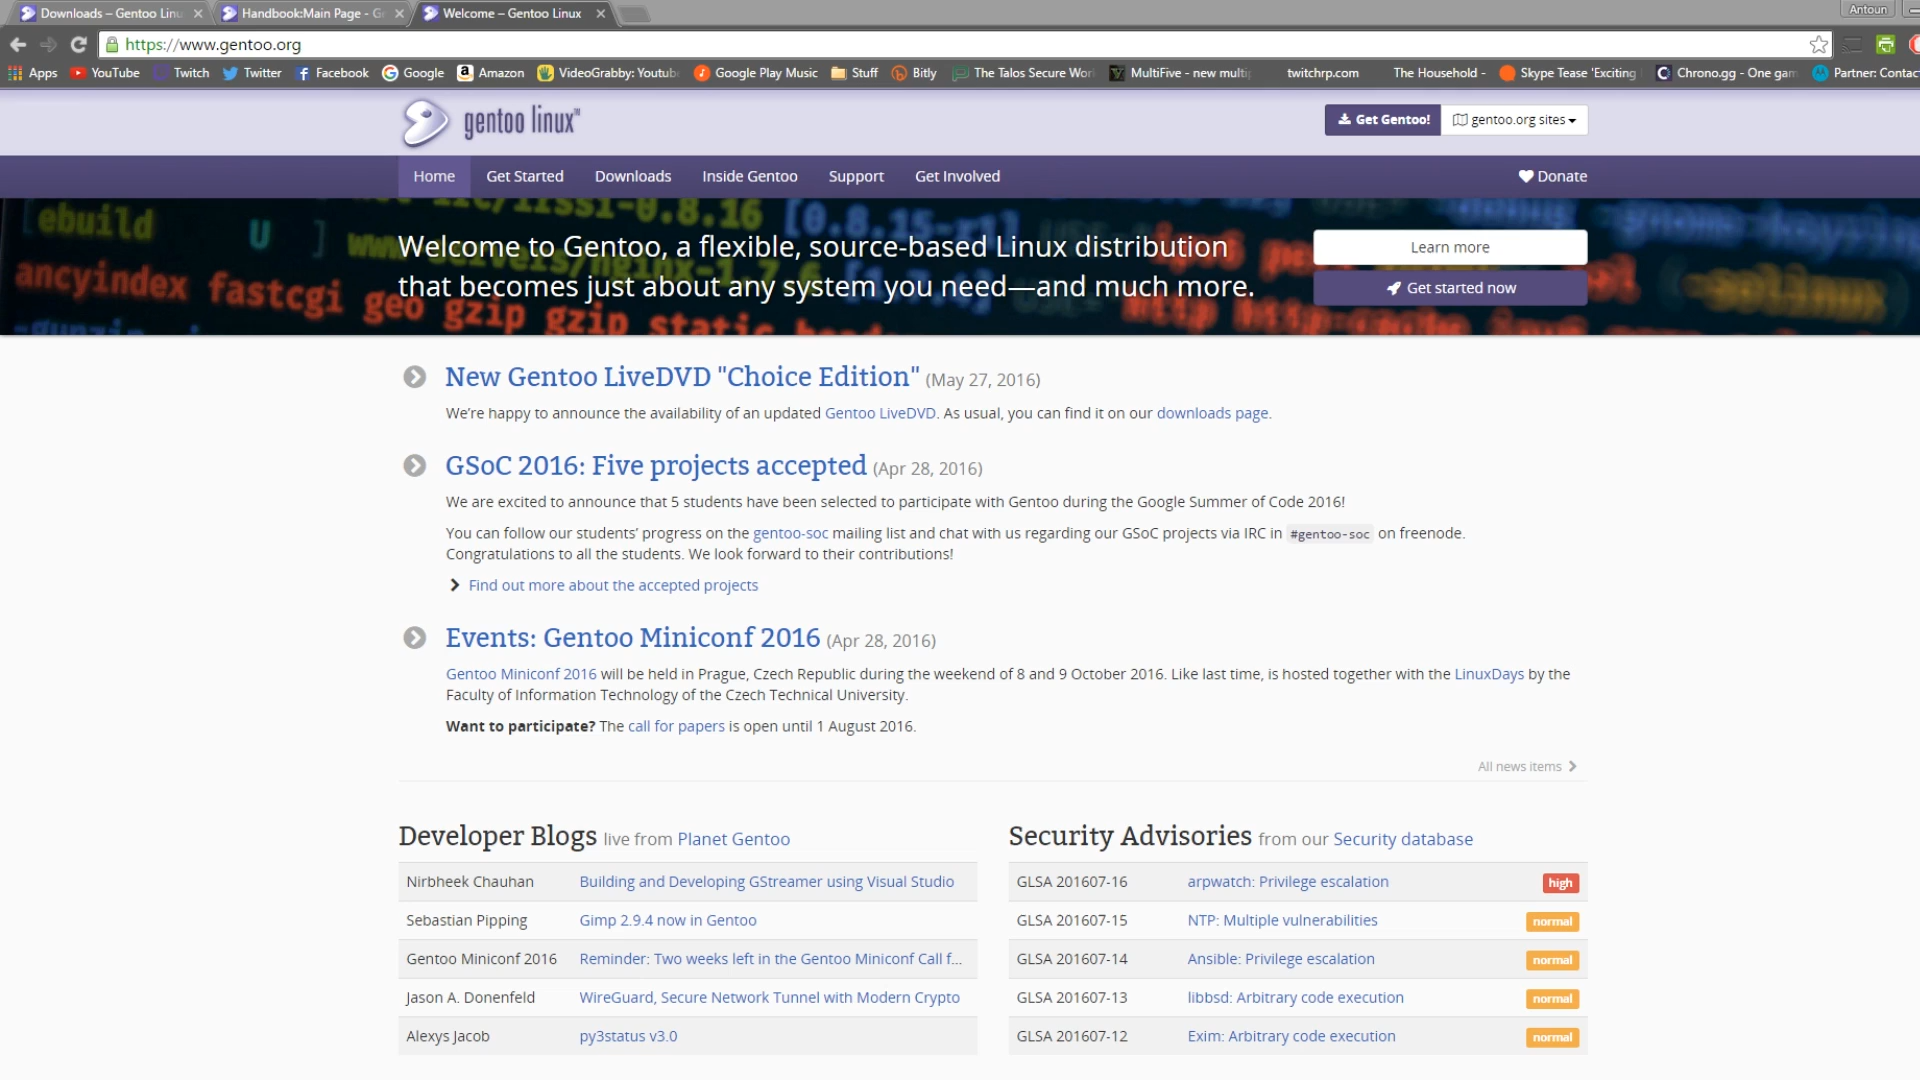 Downloads – Gentoo Linu
Handbook:Main Page - G
Welcome – Gentoo Linux
Antoun
https://www.gentoo.org
Apps
YouTube
Twitch
Twitter
Facebook
Google
Amazon
VideoGrabby: Youtub
Google Play Music
Stuff
Bitly
The Talos Secure Wor
MultiFive - new multip
twitchrp.com
The Household -
Skype Tease 'Exciting
Chrono.gg - One gam
Partner: Contac
gentoo linux™
Get Gentoo!
gentoo.org sites
Home
Get Started
Downloads
Inside Gentoo
Support
Get Involved
Donate
[ebuild U ]
ancyindex fastcgi geo gzip gzip static
Welcome to Gentoo, a flexible, source-based Linux distribution
that becomes just about any system you need—and much more.
Learn more
Get started now
New Gentoo LiveDVD "Choice Edition" (May 27, 2016)
We're happy to announce the availability of an updated Gentoo LiveDVD. As usual, you can find it on our downloads page.
GSoC 2016: Five projects accepted (Apr 28, 2016)
We are excited to announce that 5 students have been selected to participate with Gentoo during the Google Summer of Code 2016!
You can follow our students' progress on the gentoo-soc mailing list and chat with us regarding our GSoC projects via IRC in #gentoo-soc on freenode.
Congratulations to all the students. We look forward to their contributions!
Find out more about the accepted projects
Events: Gentoo Miniconf 2016 (Apr 28, 2016)
Gentoo Miniconf 2016 will be held in Prague, Czech Republic during the weekend of 8 and 9 October 2016. Like last time, is hosted together with the LinuxDays by the
Faculty of Information Technology of the Czech Technical University.
Want to participate? The call for papers is open until 1 August 2016.
All news items
Developer Blogs live from Planet Gentoo
Nirbheek Chauhan Building and Developing GStreamer using Visual Studio
Sebastian Pipping Gimp 2.9.4 now in Gentoo
Gentoo Miniconf 2016 Reminder: Two weeks left in the Gentoo Miniconf Call f...
Jason A. Donenfeld WireGuard, Secure Network Tunnel with Modern Crypto
Alexys Jacob py3status v3.0
Security Advisories from our Security database
GLSA 201607-16 arpwatch: Privilege escalation high
GLSA 201607-15 NTP: Multiple vulnerabilities normal
GLSA 201607-14 Ansible: Privilege escalation normal
GLSA 201607-13 libbsd: Arbitrary code execution normal
GLSA 201607-12 Exim: Arbitrary code execution normal